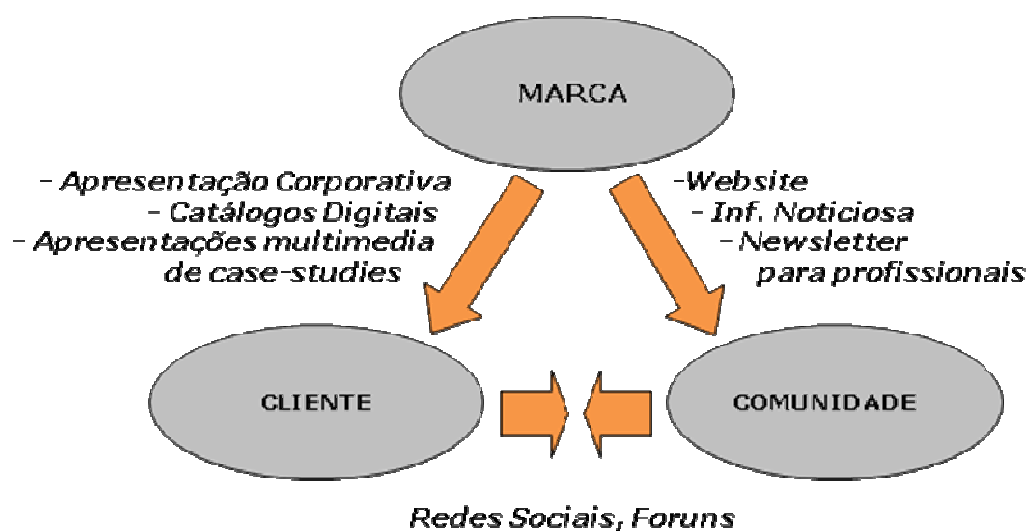 MARCA
- Apresentação Corporativa
- Catálogos Digitais
- Apresentações multimedia
de case-studies
-Website
- Inf. Noticiosa
- Newsletter
para profissionais
CLIENTE
COMUNIDADE
Redes Sociais, Foruns